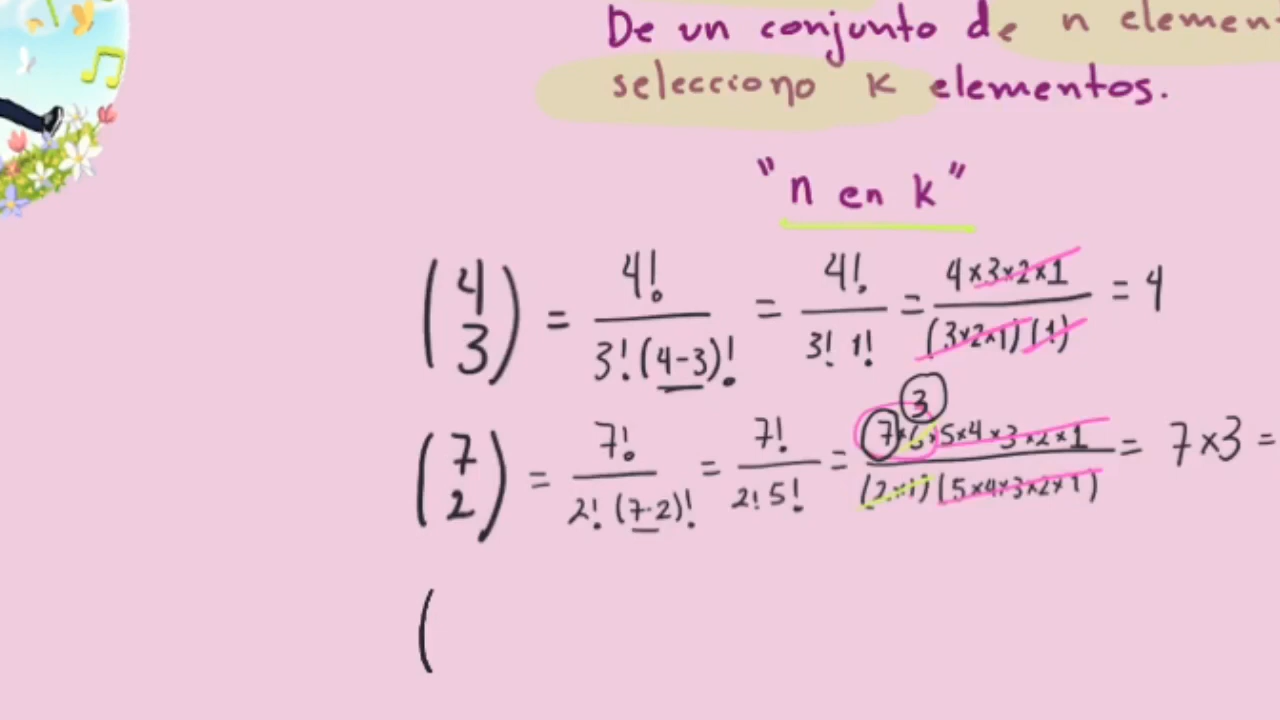 De un conjunto de n elemen
selecciono k elementos.
"n en k"
(4 3) = 4! / 3!(4-3)! = 4! / 3! 1! = 4×3×2×1 / (3×2×1)(1) = 4
3
(7 2) = 7! / 2!(7-2)! = 7! / 2! 5! = 7×6×5×4×3×2×1 / (2×1)(5×4×3×2×1) = 7×3 =
(